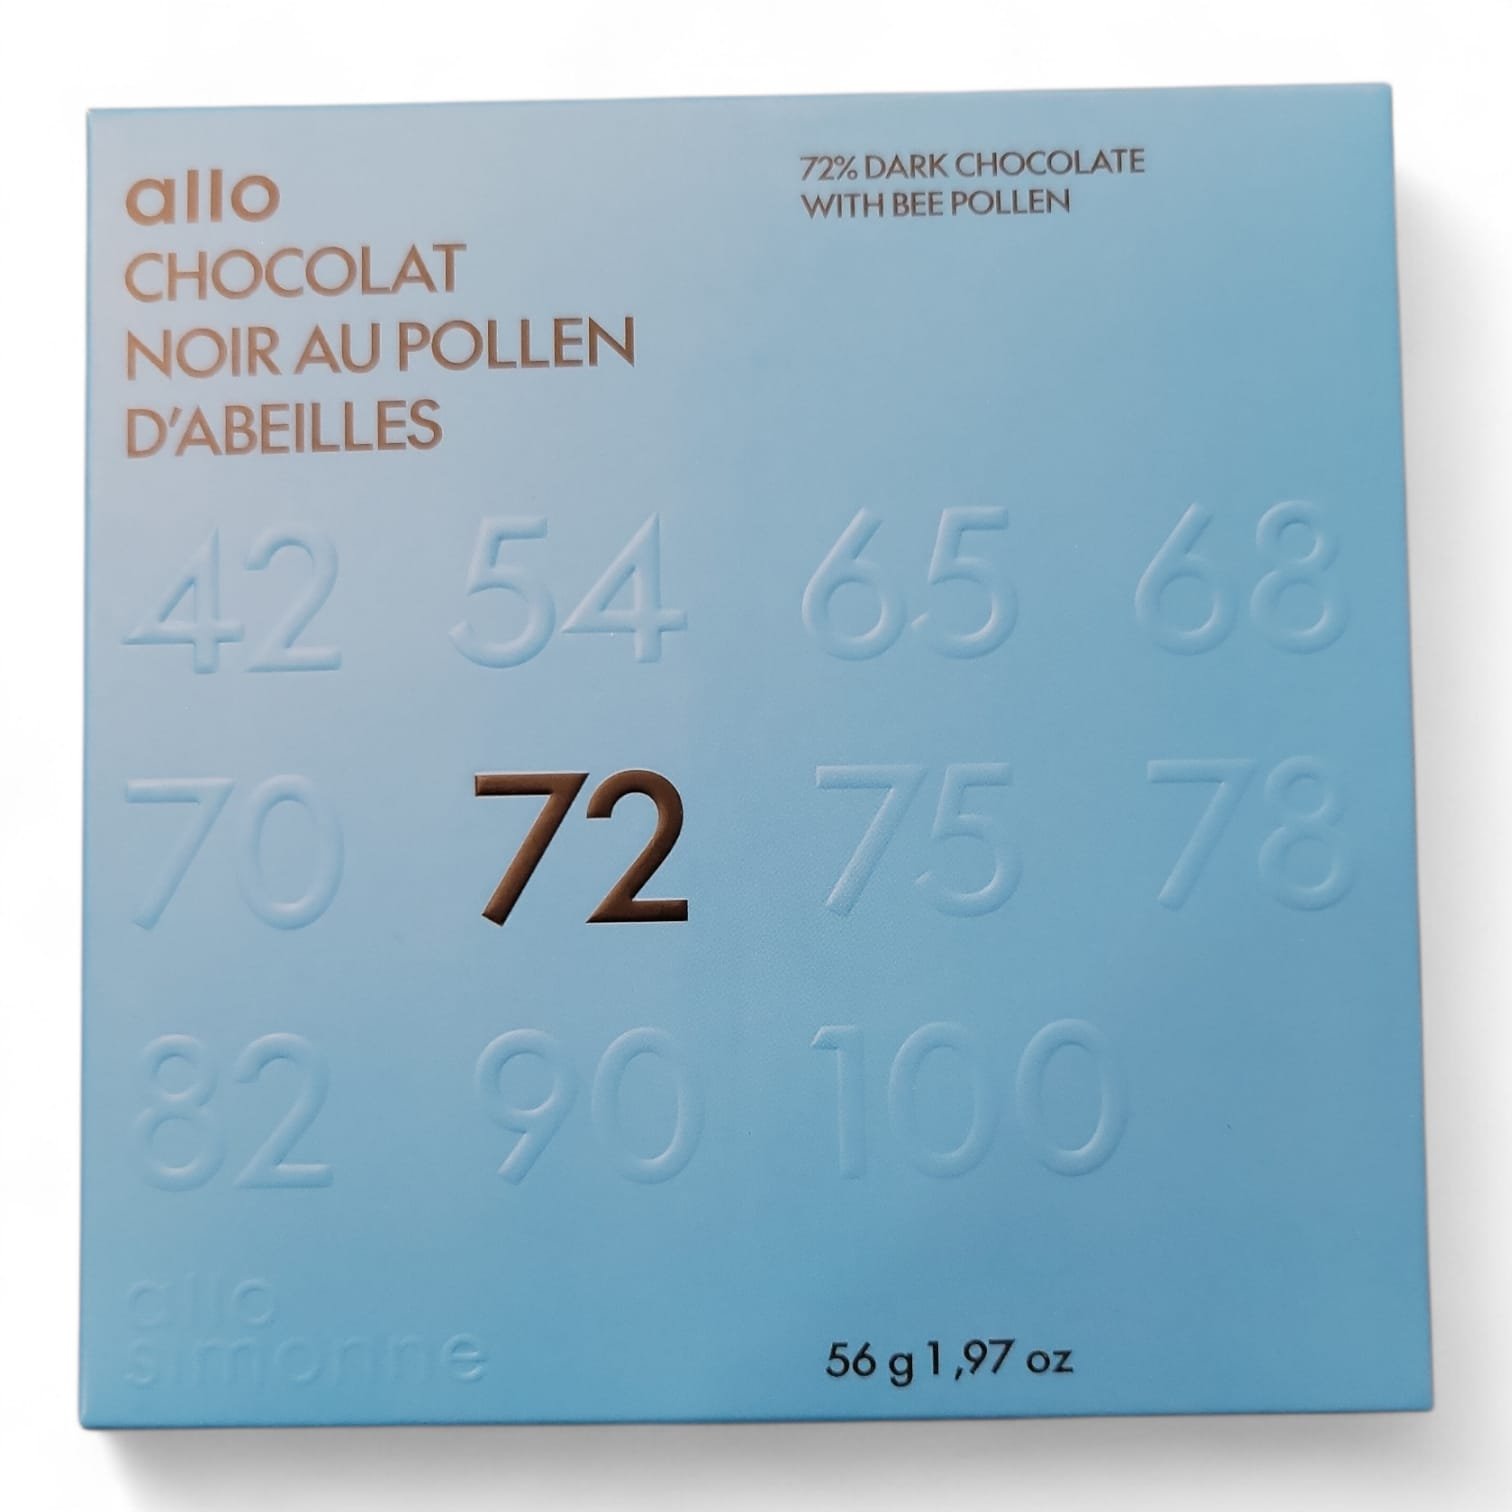 allo
CHOCOLAT
NOIR AU POLLEN
D'ABEILLES
72% DARK CHOCOLATE
WITH BEE POLLEN
42 54 65 68
70 72 75 78
82 90 100
allo
simonne
56 g 1,97 oz